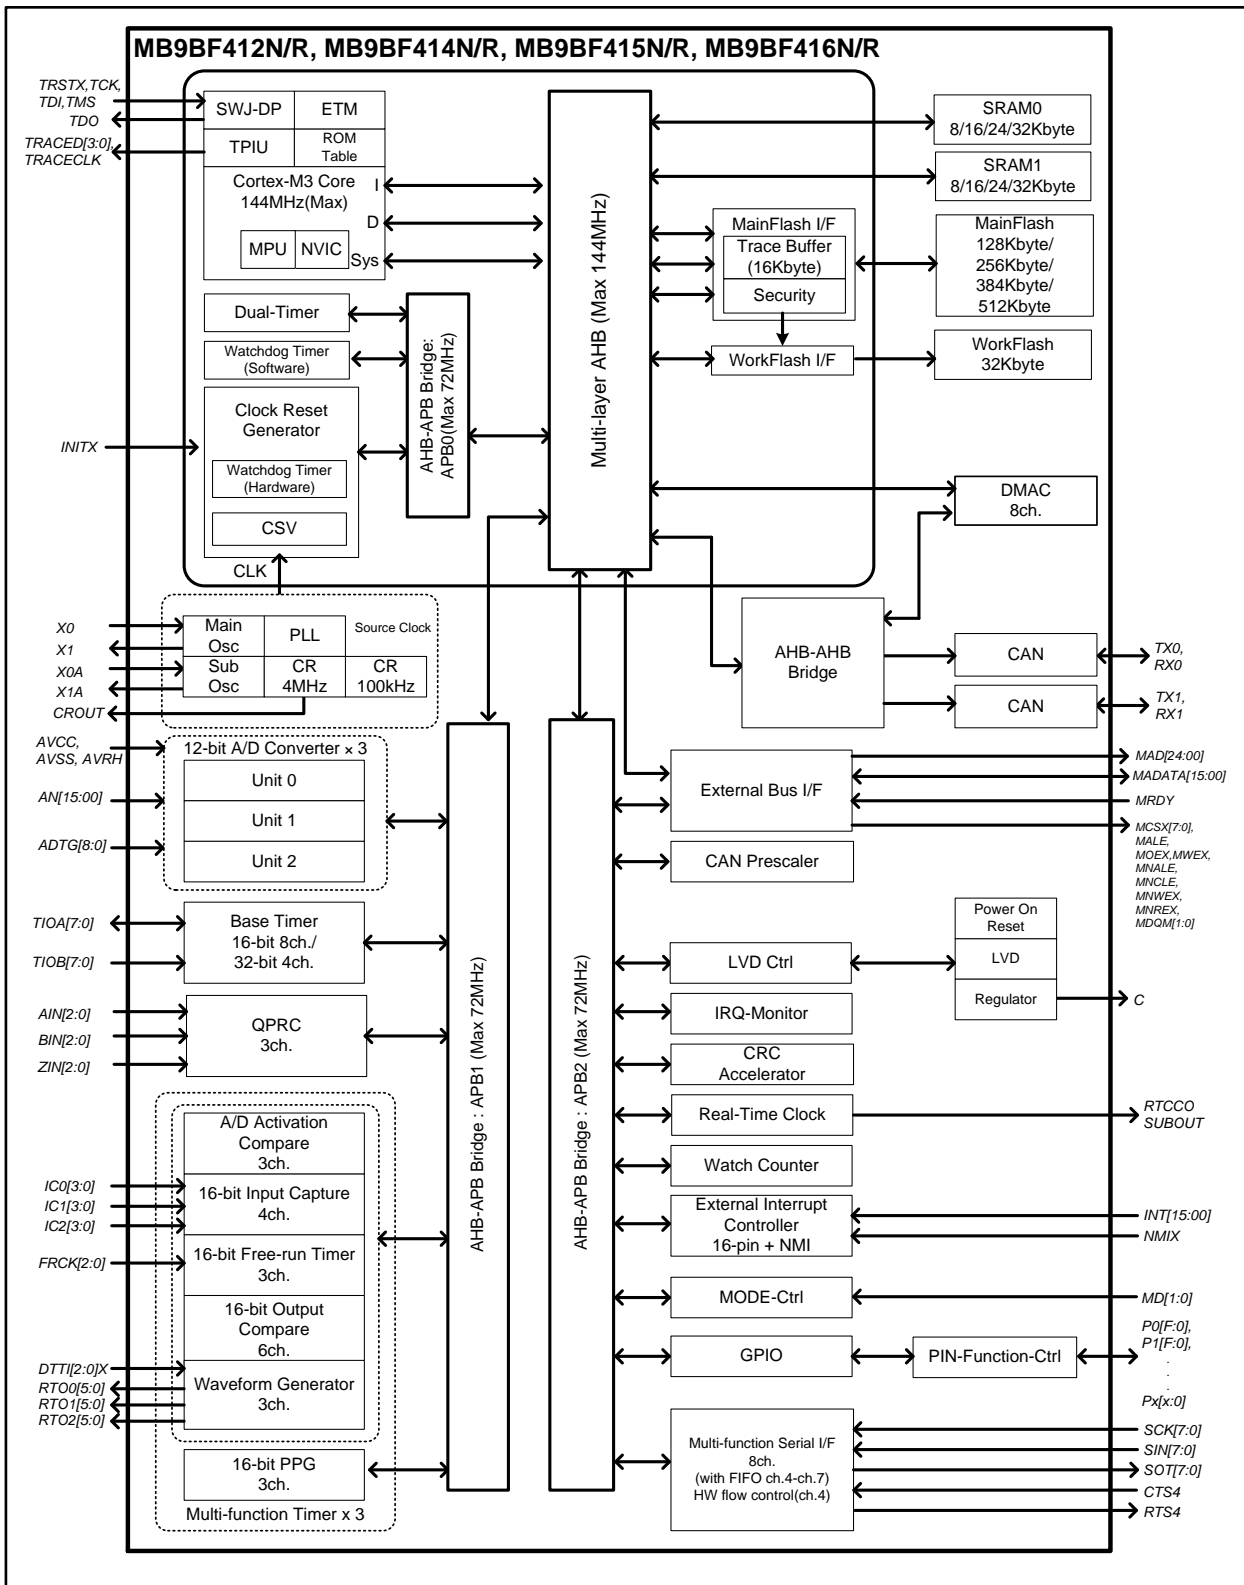 MB9BF412N/R, MB9BF414N/R, MB9BF415N/R, MB9BF416N/R
TRSTX,TCK,
TDI,TMS
TDO
TRACED[3:0],
TRACECLK
SWJ-DP
ETM
TPIU
ROM
Table
Cortex-M3 Core
144MHz(Max)
I
D
Sys
MPU
NVIC
Dual-Timer
Watchdog Timer
(Software)
Clock Reset
Generator
Watchdog Timer
(Hardware)
CSV
CLK
INITX
AHB-APB Bridge:
APB0(Max 72MHz)
Multi-layer AHB (Max 144MHz)
SRAM0
8/16/24/32Kbyte
SRAM1
8/16/24/32Kbyte
MainFlash I/F
Trace Buffer
(16Kbyte)
Security
MainFlash
128Kbyte/
256Kbyte/
384Kbyte/
512Kbyte
WorkFlash I/F
WorkFlash
32Kbyte
DMAC
8ch.
AHB-AHB
Bridge
CAN
TX0,
RX0
CAN
TX1,
RX1
X0
X1
X0A
X1A
CROUT
Main
Osc
PLL
Source Clock
Sub
Osc
CR
4MHz
CR
100kHz
AVCC,
AVSS, AVRH
AN[15:00]
ADTG[8:0]
12-bit A/D Converter × 3
Unit 0
Unit 1
Unit 2
TIOA[7:0]
TIOB[7:0]
Base Timer
16-bit 8ch./
32-bit 4ch.
AIN[2:0]
BIN[2:0]
ZIN[2:0]
QPRC
3ch.
A/D Activation
Compare
3ch.
IC0[3:0]
IC1[3:0]
IC2[3:0]
16-bit Input Capture
4ch.
FRCK[2:0]
16-bit Free-run Timer
3ch.
16-bit Output
Compare
6ch.
DTTI[2:0]X
RTO0[5:0]
RTO1[5:0]
RTO2[5:0]
Waveform Generator
3ch.
16-bit PPG
3ch.
Multi-function Timer x 3
AHB-APB Bridge : APB1 (Max 72MHz)
AHB-APB Bridge : APB2 (Max 72MHz)
External Bus I/F
MAD[24:00]
MADATA[15:00]
MRDY
MCSX[7:0],
MALE,
MOEX,MWEX,
MNALE,
MNCLE,
MNWEX,
MNREX,
MDQM[1:0]
CAN Prescaler
LVD Ctrl
Power On
Reset
LVD
Regulator
C
IRQ-Monitor
CRC
Accelerator
Real-Time Clock
RTCCO
SUBOUT
Watch Counter
External Interrupt
Controller
16-pin + NMI
INT[15:00]
NMIX
MODE-Ctrl
MD[1:0]
GPIO
PIN-Function-Ctrl
P0[F:0],
P1[F:0],
.
.
.
Px[x:0]
Multi-function Serial I/F
8ch.
(with FIFO ch.4-ch.7)
HW flow control(ch.4)
SCK[7:0]
SIN[7:0]
SOT[7:0]
CTS4
RTS4